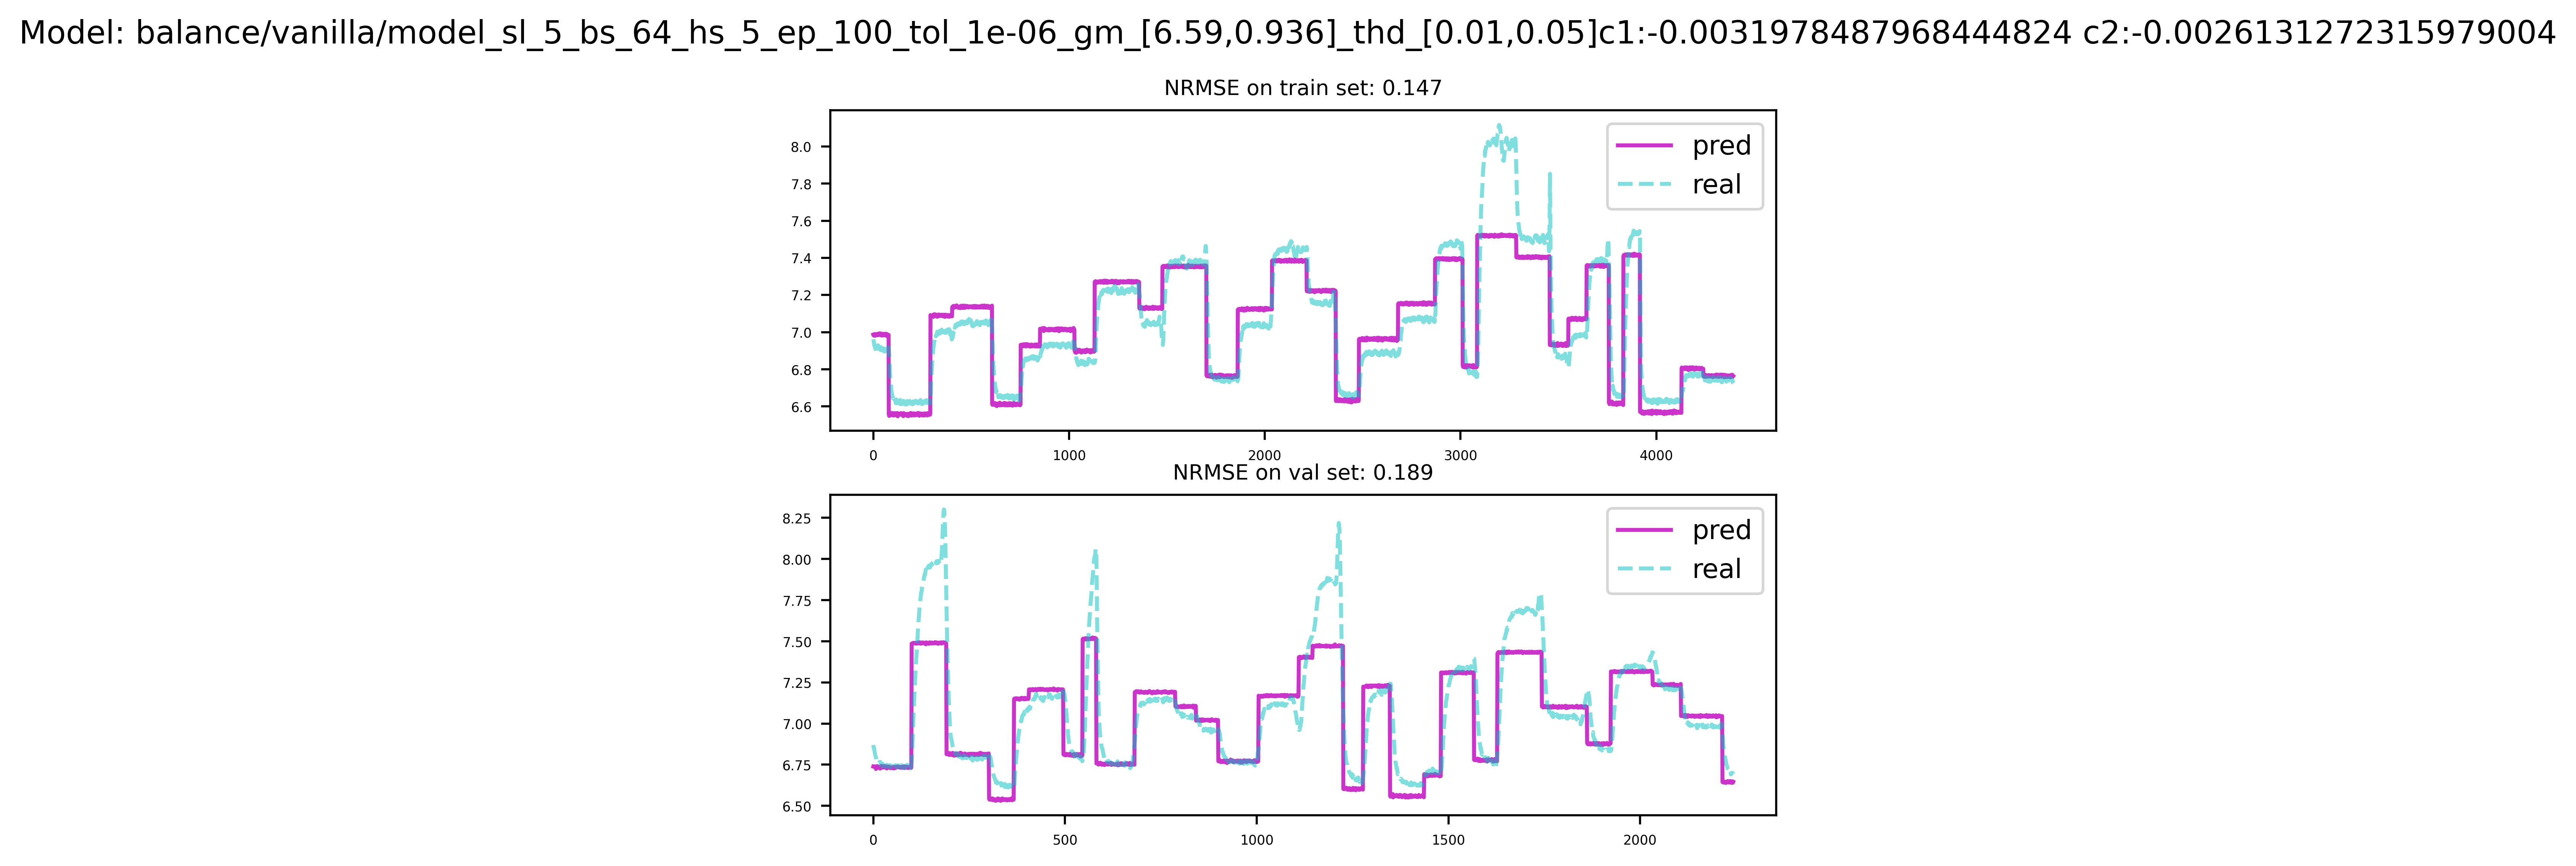 Model: balance/vanilla/model_sl_5_bs_64_hs_5_ep_100_tol_1e-06_gm_[6.59,0.936]_thd_[0.01,0.05]c1:-0.0031978487968444824 c2:-0.0026131272315979004
NRMSE on train set: 0.147
8.0
7.8
7.6
7.4
7.2
7.0
6.8
6.6
pred
real
0 1000 2000 3000 4000
NRMSE on val set: 0.189
8.25
8.00
7.75
7.50
7.25
7.00
6.75
6.50
pred
real
0 500 1000 1500 2000